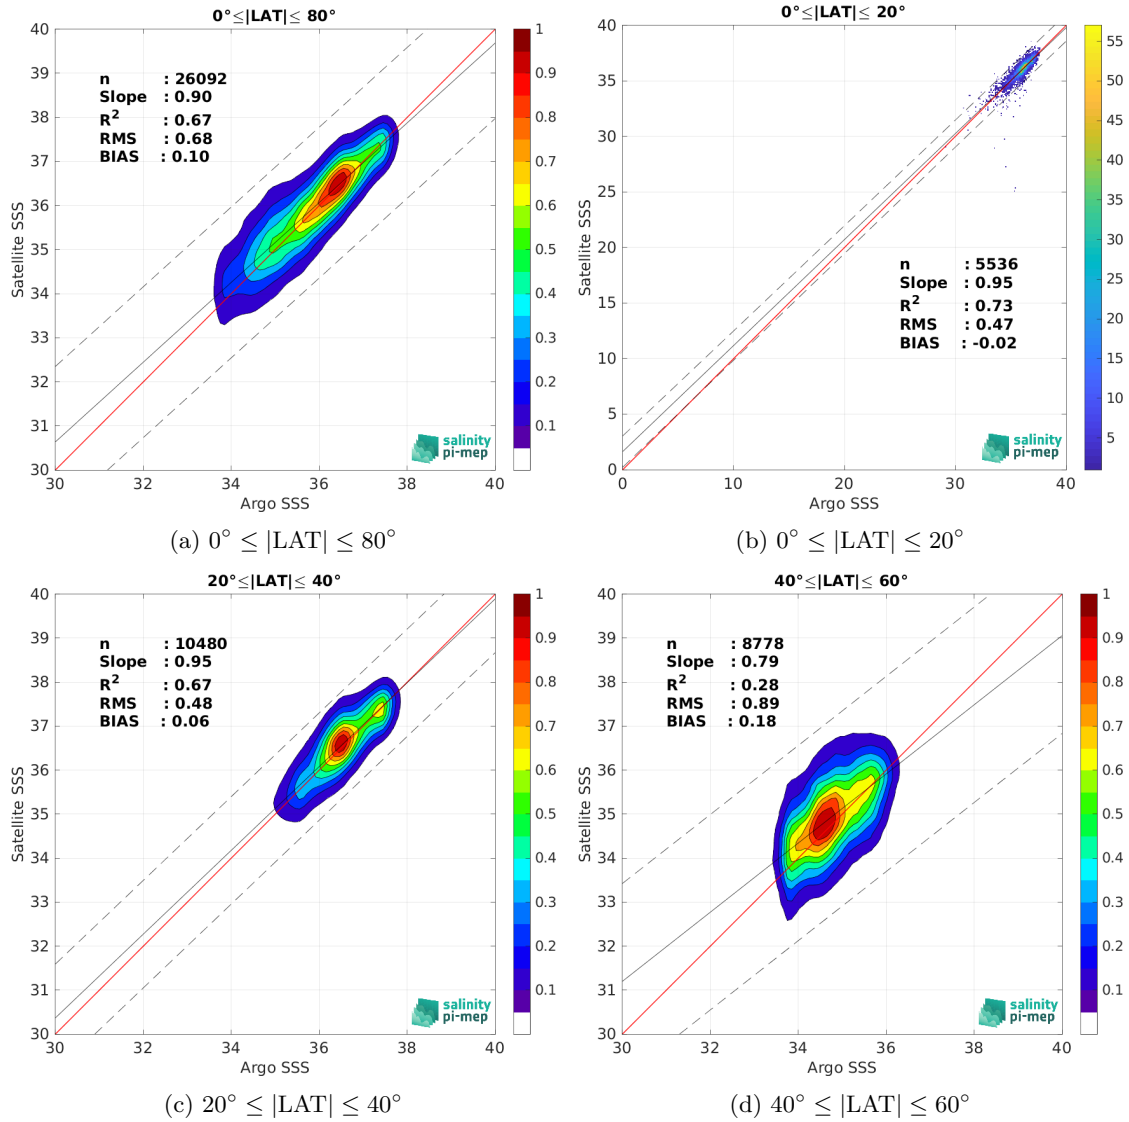 0°≤|LAT|≤ 80°
n : 26092
Slope : 0.90
R² : 0.67
RMS : 0.68
BIAS : 0.10
40
39
38
37
36
35
34
33
32
31
30
Satellite SSS
30 32 34 36 38 40
Argo SSS
1
0.9
0.8
0.7
0.6
0.5
0.4
0.3
0.2
0.1
salinity
pi-mep
(a) 0° ≤ |LAT| ≤ 80°
0°≤|LAT|≤ 20°
n : 5536
Slope : 0.95
R² : 0.73
RMS : 0.47
BIAS : -0.02
40
35
30
25
20
15
10
5
0
Satellite SSS
0 10 20 30 40
Argo SSS
55
50
45
40
35
30
25
20
15
10
5
salinity
pi-mep
(b) 0° ≤ |LAT| ≤ 20°
20°≤|LAT|≤ 40°
n : 10480
Slope : 0.95
R² : 0.67
RMS : 0.48
BIAS : 0.06
40
39
38
37
36
35
34
33
32
31
30
Satellite SSS
30 32 34 36 38 40
Argo SSS
1
0.9
0.8
0.7
0.6
0.5
0.4
0.3
0.2
0.1
salinity
pi-mep
(c) 20° ≤ |LAT| ≤ 40°
40°≤|LAT|≤ 60°
n : 8778
Slope : 0.79
R² : 0.28
RMS : 0.89
BIAS : 0.18
40
39
38
37
36
35
34
33
32
31
30
Satellite SSS
30 32 34 36 38 40
Argo SSS
1
0.9
0.8
0.7
0.6
0.5
0.4
0.3
0.2
0.1
salinity
pi-mep
(d) 40° ≤ |LAT| ≤ 60°